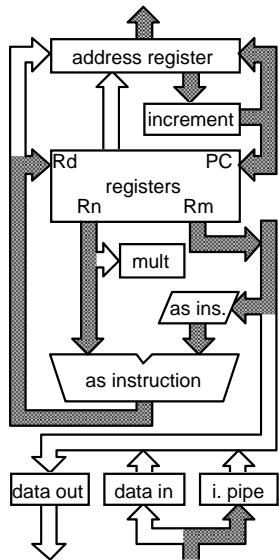 address register
increment
Rd PC
registers
Rn Rm
mult
as ins.
as instruction
data out data in i. pipe